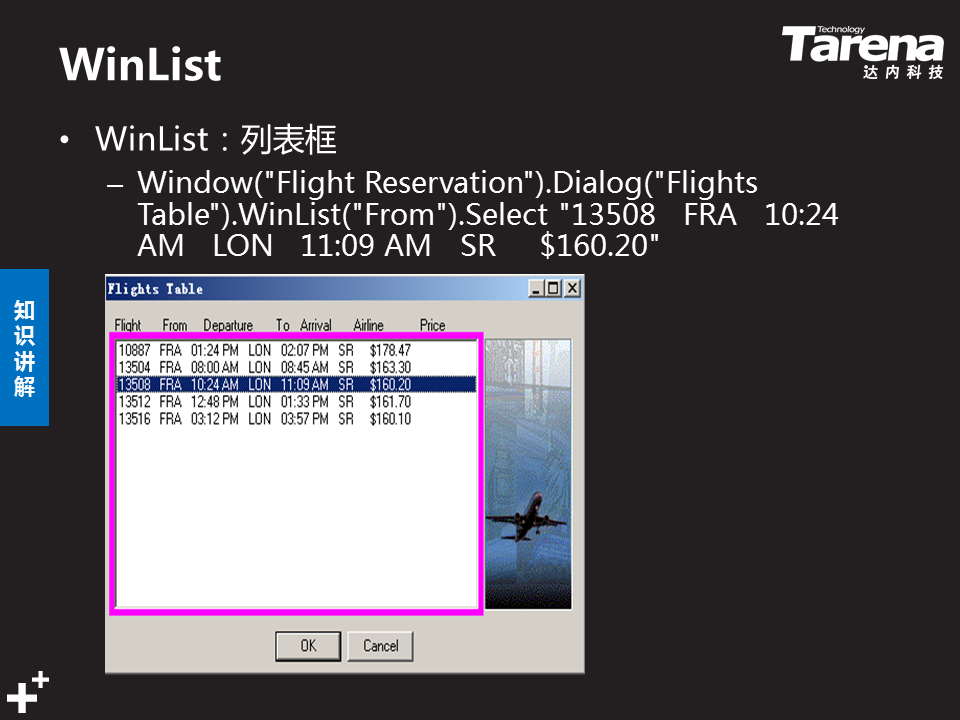 WinList
Technology
Tarena
达内科技
• WinList：列表框
– Window("Flight Reservation").Dialog("Flights
Table").WinList("From").Select "13508 FRA 10:24
AM LON 11:09 AM SR $160.20"
知识讲解
Flights Table
Flight From Departure To Arrival Airline Price
10887 FRA 01:24 PM LON 02:07 PM SR $178.47
13504 FRA 08:00 AM LON 08:45 AM SR $163.30
13508 FRA 10:24 AM LON 11:09 AM SR $160.20
13512 FRA 12:48 PM LON 01:33 PM SR $161.70
13516 FRA 03:12 PM LON 03:57 PM SR $160.10
OK Cancel